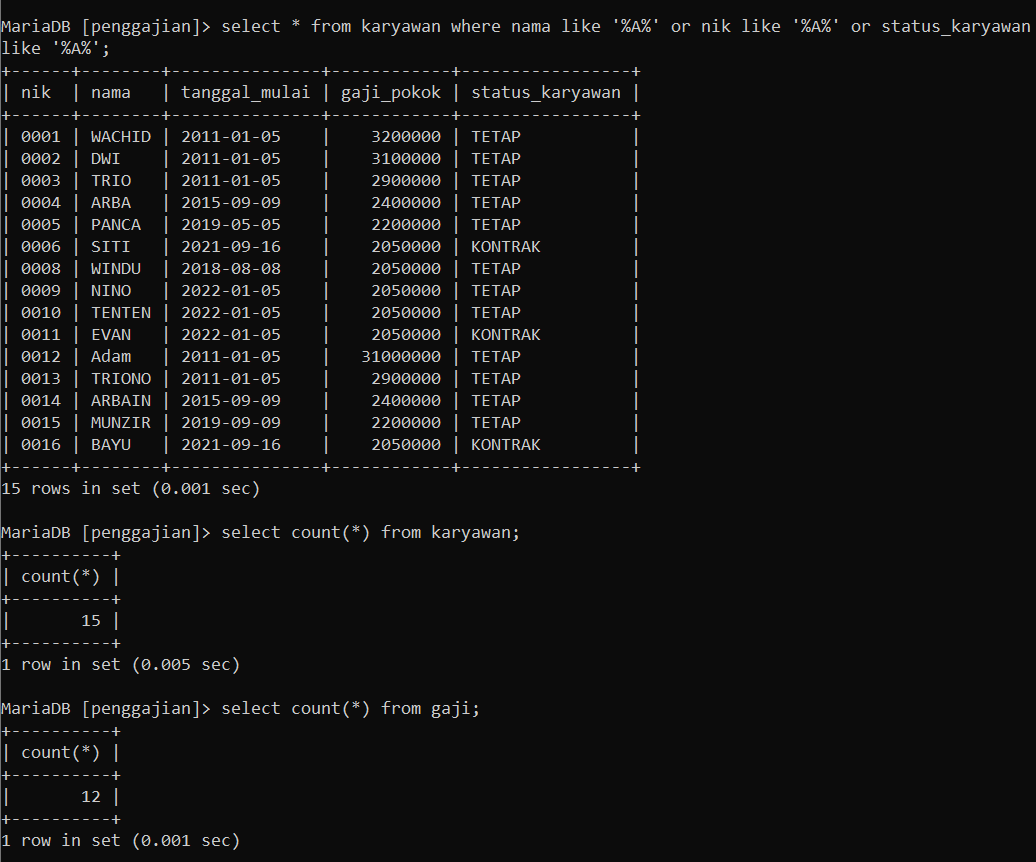 MariaDB [penggajian]> select * from karyawan where nama like '%A%' or nik like '%A%' or status_karyawan
like '%A%';
+------+--------+---------------+------------+-----------------+
| nik  | nama   | tanggal_mulai | gaji_pokok | status_karyawan |
+------+--------+---------------+------------+-----------------+
| 0001 | WACHID | 2011-01-05    |    3200000 | TETAP           |
| 0002 | DWI    | 2011-01-05    |    3100000 | TETAP           |
| 0003 | TRIO   | 2011-01-05    |    2900000 | TETAP           |
| 0004 | ARBA   | 2015-09-09    |    2400000 | TETAP           |
| 0005 | PANCA  | 2019-05-05    |    2200000 | TETAP           |
| 0006 | SITI   | 2021-09-16    |    2050000 | KONTRAK         |
| 0008 | WINDU  | 2018-08-08    |    2050000 | TETAP           |
| 0009 | NINO   | 2022-01-05    |    2050000 | TETAP           |
| 0010 | TENTEN | 2022-01-05    |    2050000 | TETAP           |
| 0011 | EVAN   | 2022-01-05    |    2050000 | KONTRAK         |
| 0012 | Adam   | 2011-01-05    |   31000000 | TETAP           |
| 0013 | TRIONO | 2011-01-05    |    2900000 | TETAP           |
| 0014 | ARBAIN | 2015-09-09    |    2400000 | TETAP           |
| 0015 | MUNZIR | 2019-09-09    |    2200000 | TETAP           |
| 0016 | BAYU   | 2021-09-16    |    2050000 | KONTRAK         |
+------+--------+---------------+------------+-----------------+
15 rows in set (0.001 sec)

MariaDB [penggajian]> select count(*) from karyawan;
+----------+
| count(*) |
+----------+
|       15 |
+----------+
1 row in set (0.005 sec)

MariaDB [penggajian]> select count(*) from gaji;
+----------+
| count(*) |
+----------+
|       12 |
+----------+
1 row in set (0.001 sec)